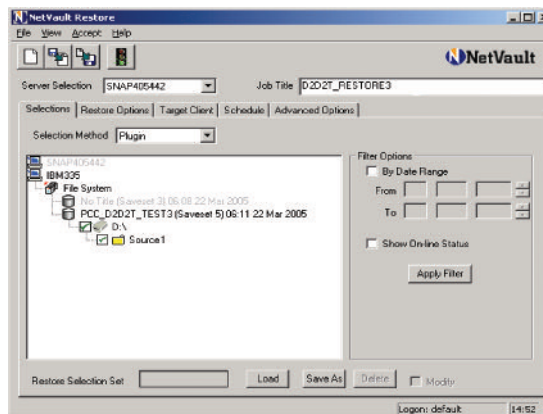 NetVault Restore
File View Accept Help
NetVault
Server Selection SNAP405442 Job Title D2D2T_RESTORE3
Selections Restore Options Target Client Schedule Advanced Options
Selection Method Plugin
SNAP405442
IBM335
File System
No Title (Saveset 3) 06:08 22 Mar 2005
PCC_D2D2T_TEST3 (Saveset 5) 06:11 22 Mar 2005
D:\
Source1
Filter Options
By Date Range
From
To
Show On-line Status
Apply Filter
Restore Selection Set Load Save As Delete Modify
Logon: default 14:52